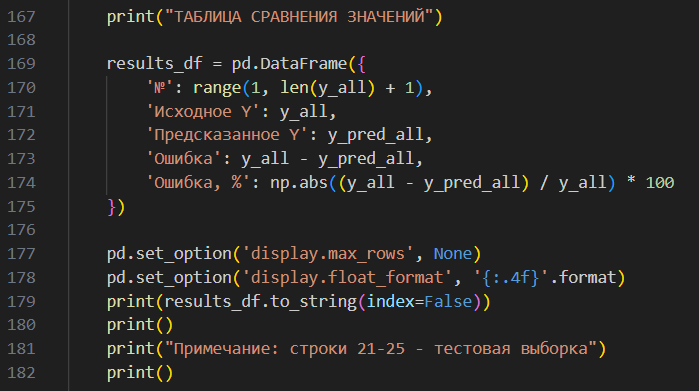 167 print("ТАБЛИЦА СРАВНЕНИЯ ЗНАЧЕНИЙ")
168
169 results_df = pd.DataFrame({
170 '№': range(1, len(y_all) + 1),
171 'Исходное Y': y_all,
172 'Предсказанное Y': y_pred_all,
173 'Ошибка': y_all - y_pred_all,
174 'Ошибка, %': np.abs((y_all - y_pred_all) / y_all) * 100
175 })
176
177 pd.set_option('display.max_rows', None)
178 pd.set_option('display.float_format', '{:.4f}'.format)
179 print(results_df.to_string(index=False))
180 print()
181 print("Примечание: строки 21-25 - тестовая выборка")
182 print()